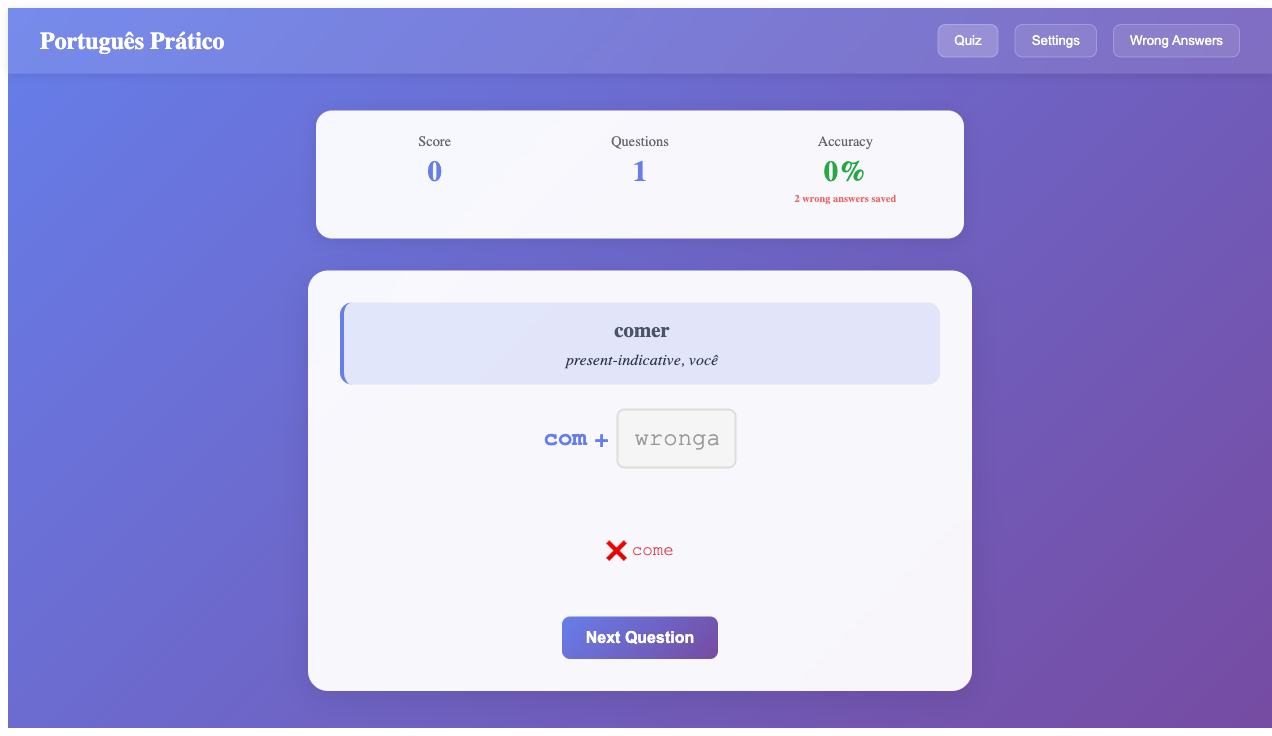 Português Prático
Quiz
Settings
Wrong Answers
Score
0
Questions
1
Accuracy
0%
2 wrong answers saved
comer
present-indicative, você
com + wronga
❌ come
Next Question